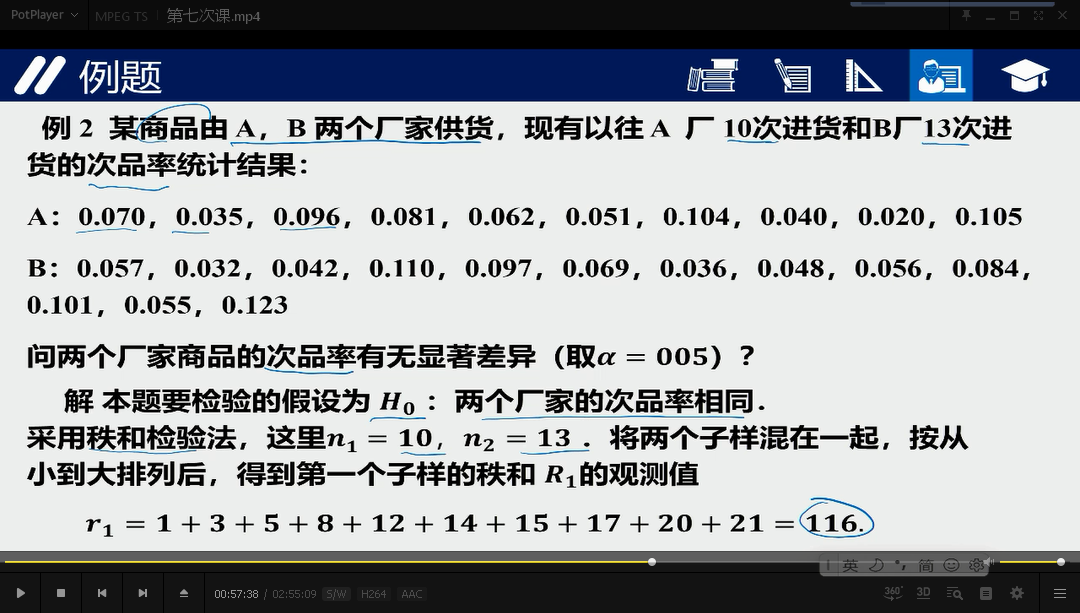 PotPlayer MPEG TS 第七次课.mp4
例题
例 2 某商品由 A，B 两个厂家供货，现有以往 A 厂 10次进货和B厂13次进
货的次品率统计结果：
A：0.070，0.035，0.096，0.081，0.062，0.051，0.104，0.040，0.020，0.105
B：0.057，0.032，0.042，0.110，0.097，0.069，0.036，0.048，0.056，0.084，
0.101，0.055，0.123
问两个厂家商品的次品率有无显著差异（取α = 005）？
解 本题要检验的假设为 H₀： 两个厂家的次品率相同.
采用秩和检验法，这里n₁ = 10，n₂ = 13 . 将两个子样混在一起，按从
小到大排列后，得到第一个子样的秩和 R₁的观测值
r₁ = 1 + 3 + 5 + 8 + 12 + 14 + 15 + 17 + 20 + 21 = 116.
英 简
00:57:38 / 02:55:09 S/W H264 AAC 360° 3D